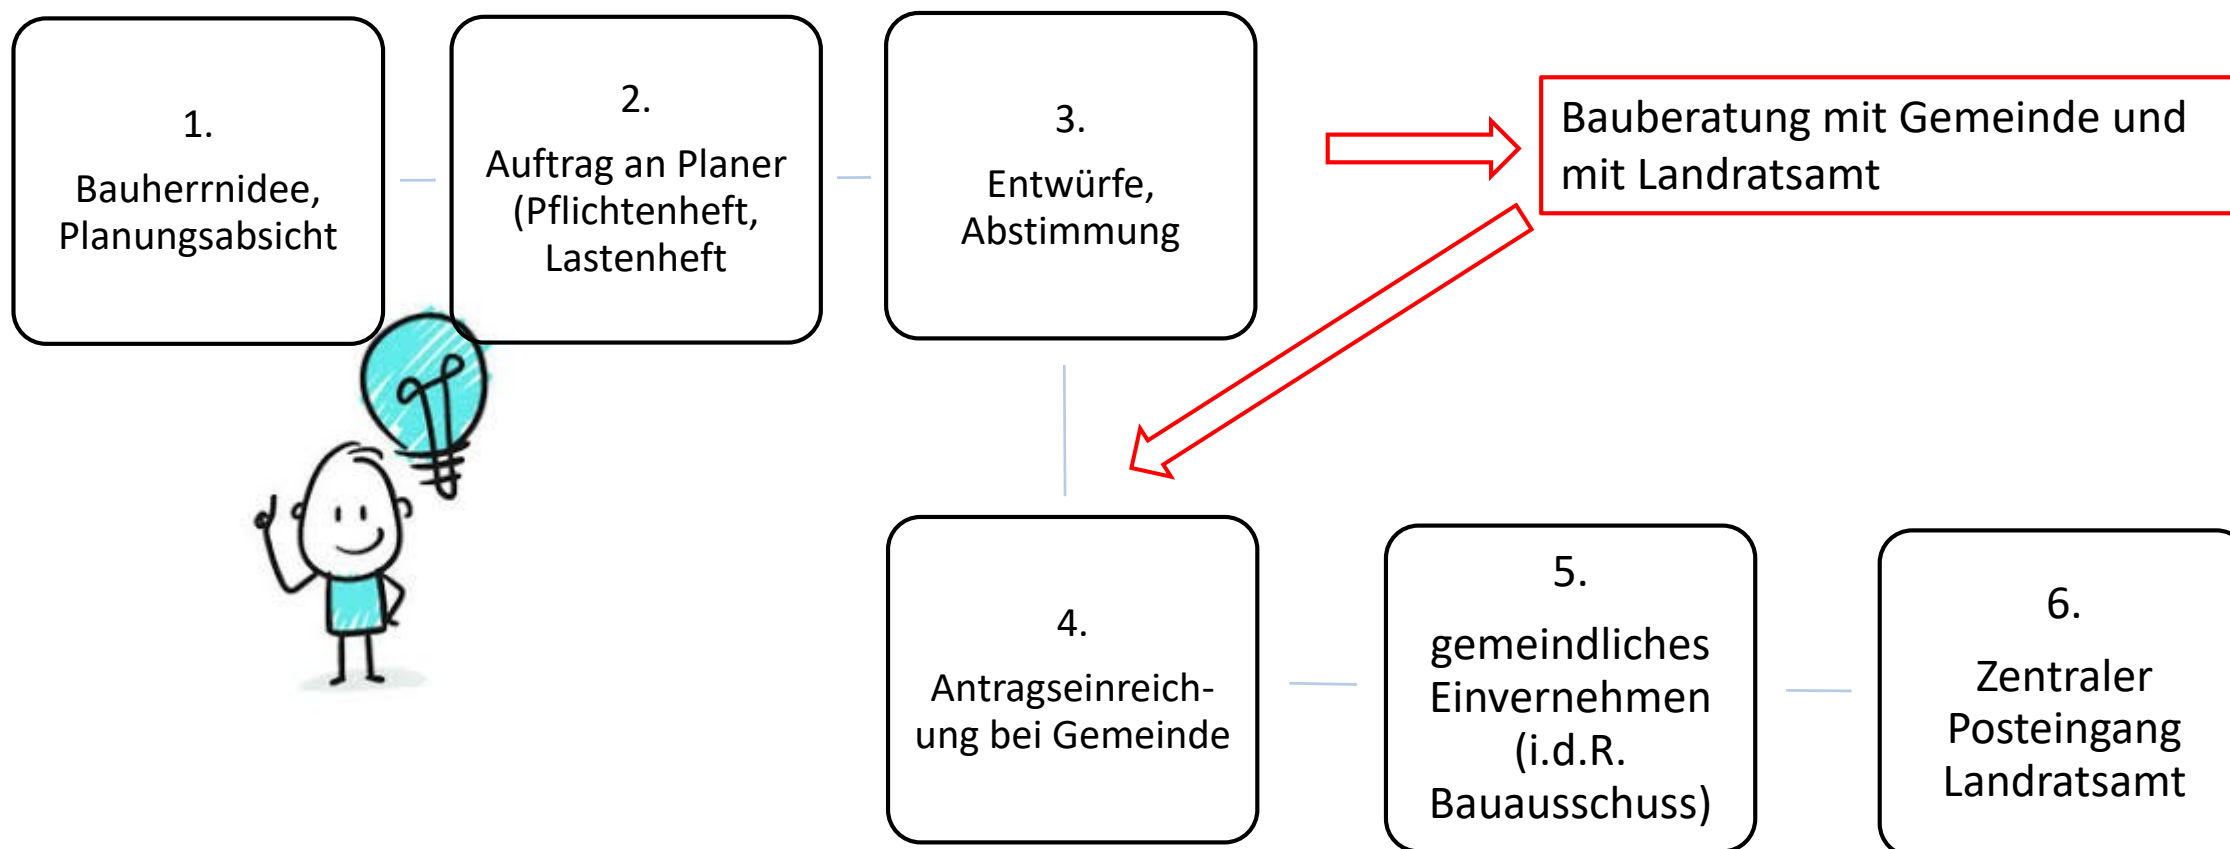 1.
Bauherrnidee,
Planungsabsicht
2.
Auftrag an Planer
(Pflichtenheft,
Lastenheft
3.
Entwürfe,
Abstimmung
Bauberatung mit Gemeinde und
mit Landratsamt
4.
Antragseinreich-
ung bei Gemeinde
5.
gemeindliches
Einvernehmen
(i.d.R.
Bauausschuss)
6.
Zentraler
Posteingang
Landratsamt